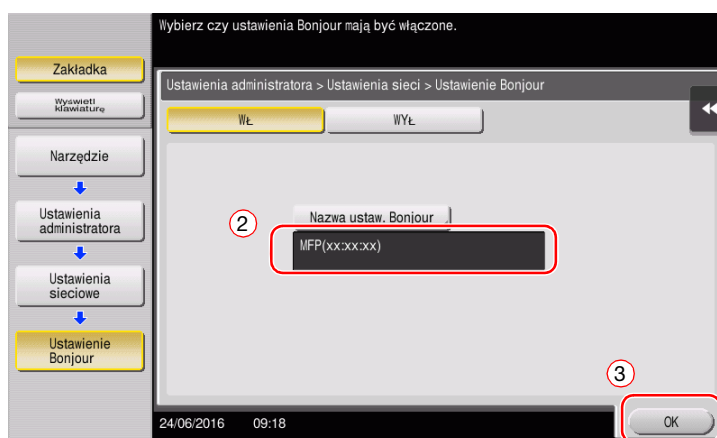 Wybierz czy ustawienia Bonjour mają być włączone.
Zakładka
Wyświetl
klawiaturę
Narzędzie
Ustawienia
administratora
Ustawienia
sieciowe
Ustawienie
Bonjour
Ustawienia administratora > Ustawienia sieci > Ustawienie Bonjour
WŁ
WYŁ
2
Nazwa ustaw. Bonjour
MFP(xx:xx:xx)
3
24/06/2016 09:18
OK